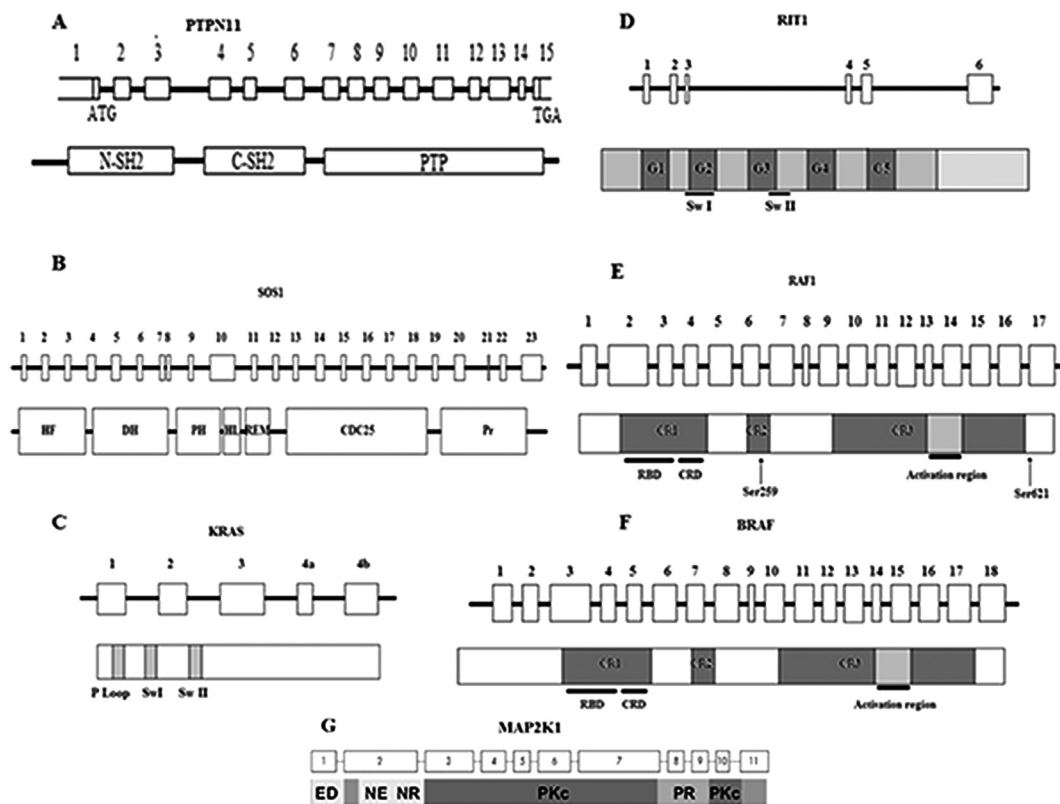 A
PTPN11
1 2 3 4 5 6 7 8 9 10 11 12 13 14 15
ATG TGA
N-SH2 C-SH2 PTP
B
SOS1
1 2 3 4 5 6 7 8 9 10 11 12 13 14 15 16 17 18 19 20 21 22 23
HF DH PH HL REM CDC25 Pr
C
KRAS
1 2 3 4a 4b
P Loop SwI Sw II
D
RIT1
1 2 3 4 5 6
G1 G2 G3 G4 G5
Sw I Sw II
E
RAF1
1 2 3 4 5 6 7 8 9 10 11 12 13 14 15 16 17
CR1 CR2 CR3
RBD CRD Ser259 Activation region Ser621
F
BRAF
1 2 3 4 5 6 7 8 9 10 11 12 13 14 15 16 17 18
CR1 CR2 CR3
RBD CRD Activation region
G
MAP2K1
1 2 3 4 5 6 7 8 9 10 11
ED NE NR PKc PR PKc